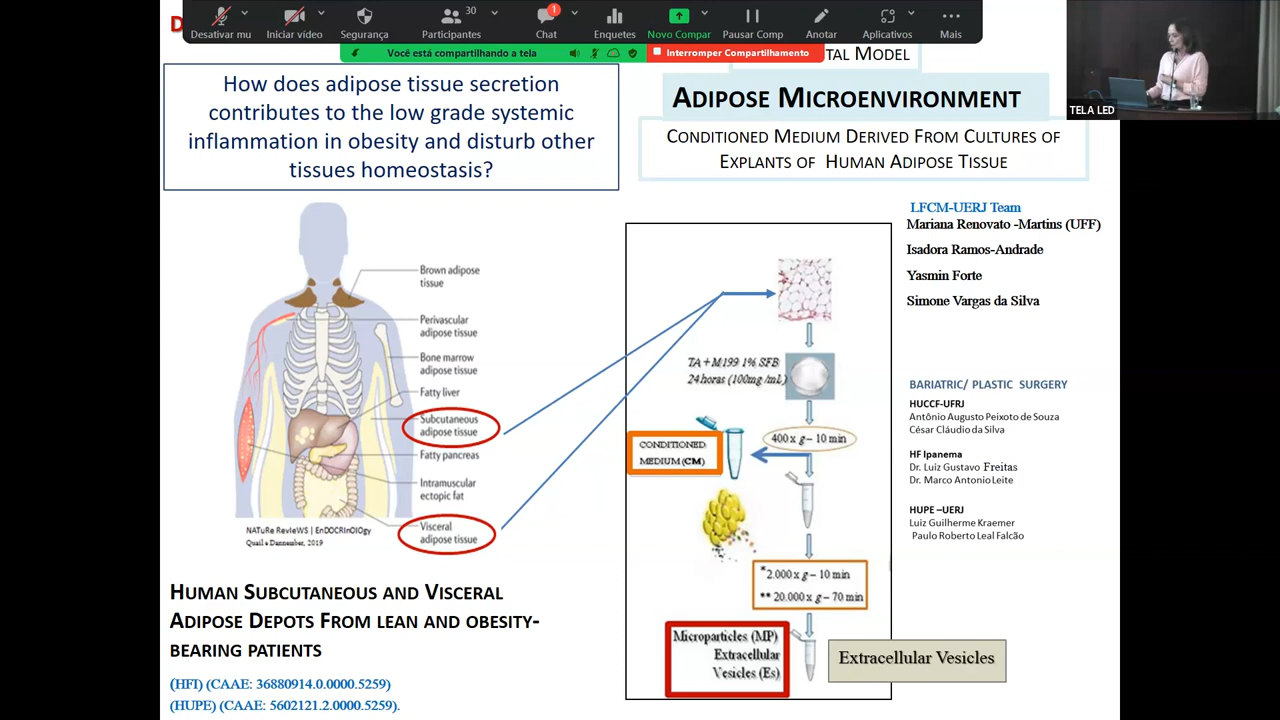 D
Desativar mu
Iniciar vídeo
Segurança
30
Participantes
1
Chat
Enquetes
Novo Compar
Pausar Comp
Anotar
Aplicativos
Mais
Você está compartilhando a tela
Interromper Compartilhamento
TELA LED
How does adipose tissue secretion
contributes to the low grade systemic
inflammation in obesity and disturb other
tissues homeostasis?
TAL MODEL
ADIPOSE MICROENVIRONMENT
CONDITIONED MEDIUM DERIVED FROM CULTURES OF
EXPLANTS OF HUMAN ADIPOSE TISSUE
Brown adipose
tissue
Perivascular
adipose tissue
Bone marrow
adipose tissue
Fatty liver
Subcutaneous
adipose tissue
Fatty pancreas
Intramuscular
ectopic fat
Visceral
adipose tissue
NATuRe RevIeWS | EnDOCRInOlOgy
Quail e Dannember, 2019
HUMAN SUBCUTANEOUS AND VISCERAL
ADIPOSE DEPOTS FROM LEAN AND OBESITY-
BEARING PATIENTS
(HFI) (CAAE: 36880914.0.0000.5259)
(HUPE) (CAAE: 5602121.2.0000.5259).
TA + M199 1% SFB
24 horas (100mg/mL)
400 x g – 10 min
CONDITIONED
MEDIUM (CM)
*2.000 x g – 10 min
** 20.000 x g – 70 min
Microparticles (MP)
Extracellular
Vesicles (Es)
Extracellular Vesicles
LFCM-UERJ Team
Mariana Renovato -Martins (UFF)
Isadora Ramos-Andrade
Yasmin Forte
Simone Vargas da Silva
BARIATRIC/ PLASTIC SURGERY
HUCCF-UFRJ
Antônio Augusto Peixoto de Souza
César Cláudio da Silva
HF Ipanema
Dr. Luiz Gustavo Freitas
Dr. Marco Antonio Leite
HUPE –UERJ
Luiz Guilherme Kraemer
Paulo Roberto Leal Falcão